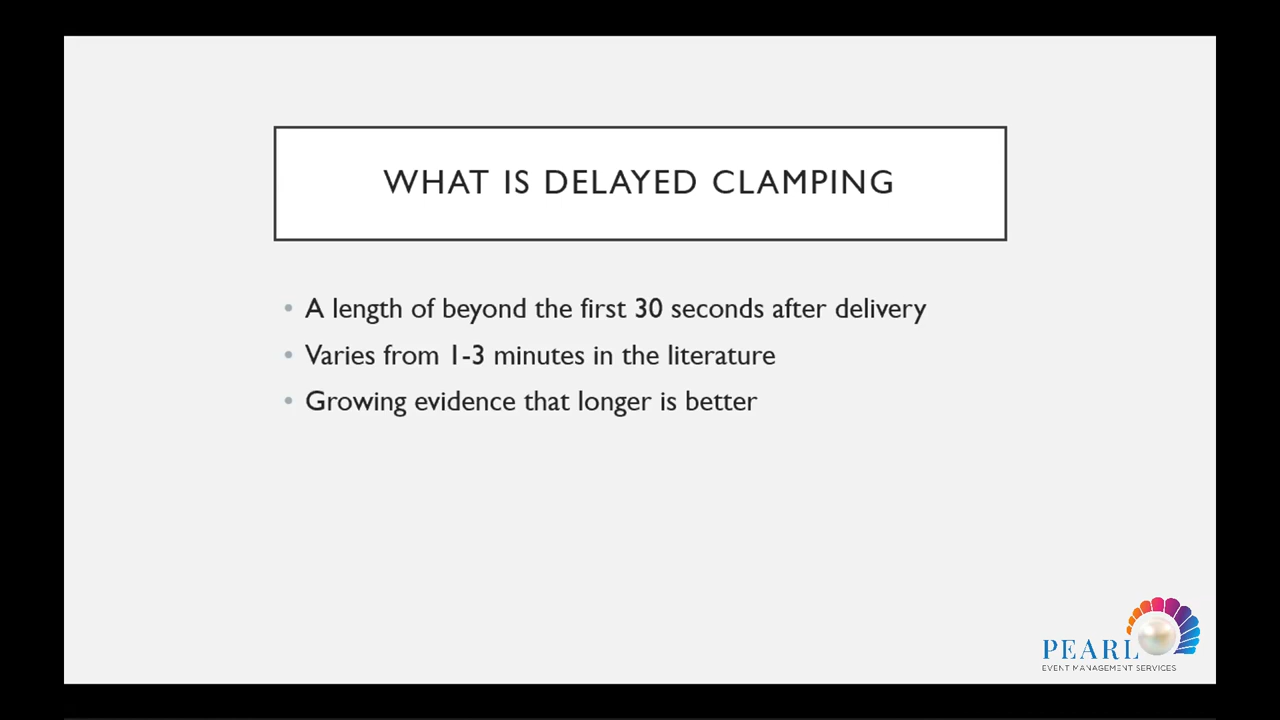 WHAT IS DELAYED CLAMPING
• A length of beyond the first 30 seconds after delivery
• Varies from 1-3 minutes in the literature
• Growing evidence that longer is better
PEARL
EVENT MANAGEMENT SERVICES